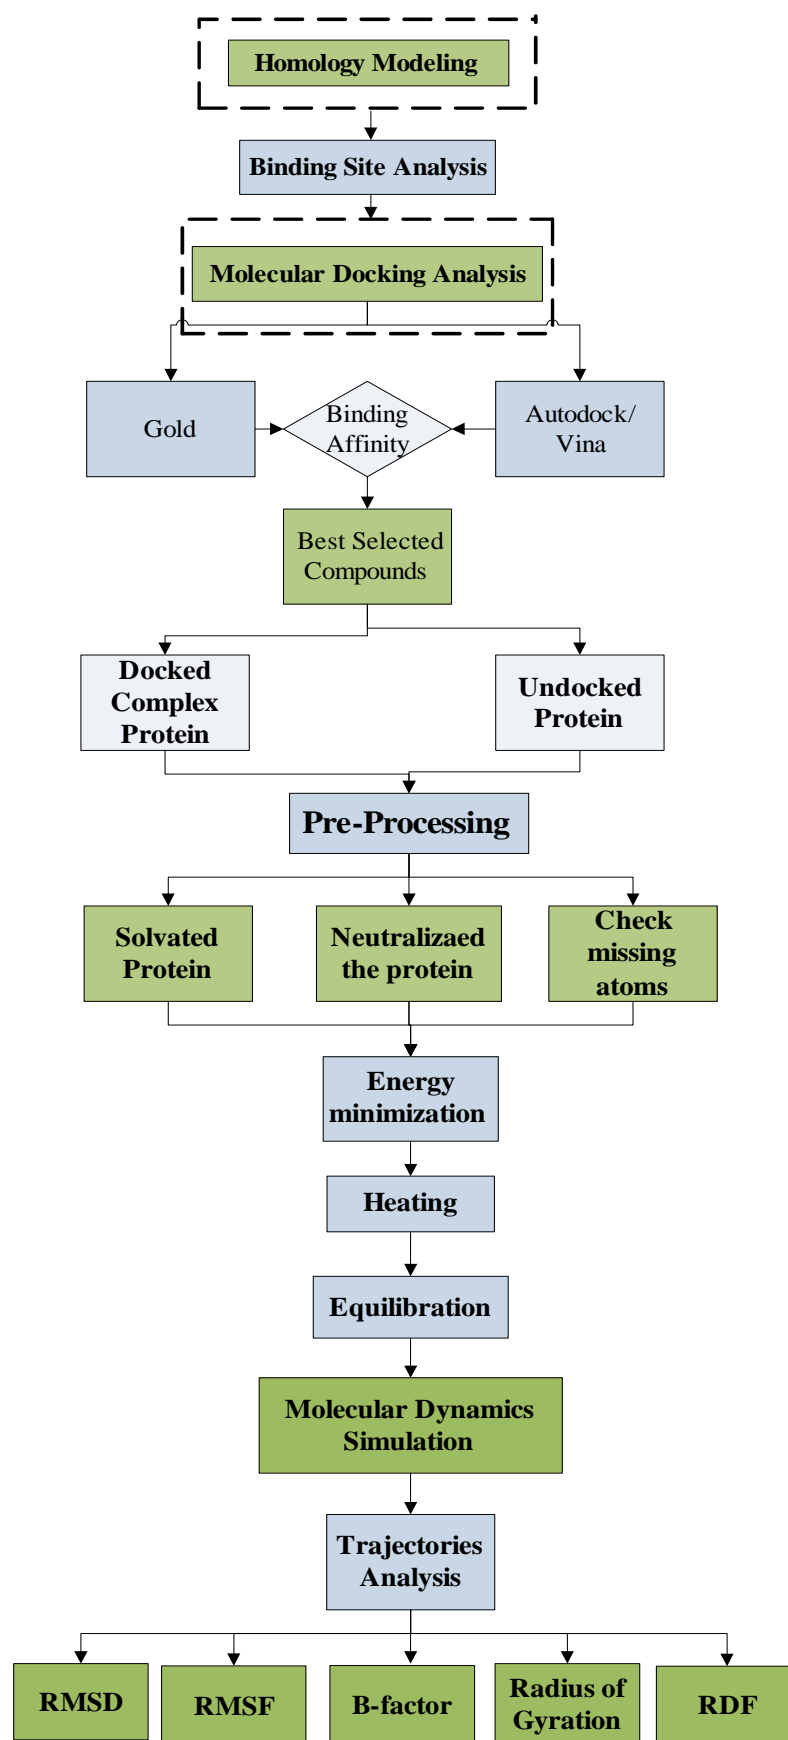 Homology Modeling
Binding Site Analysis
Molecular Docking Analysis
Gold
Binding
Affinity
Autodock/
Vina
Best Selected
Compounds
Docked
Complex
Protein
Undocked
Protein
Pre-Processing
Solvated
Protein
Neutralizaed
the protein
Check
missing
atoms
Energy
minimization
Heating
Equilibration
Molecular Dynamics
Simulation
Trajectories
Analysis
RMSD
RMSF
B-factor
Radius of
Gyration
RDF